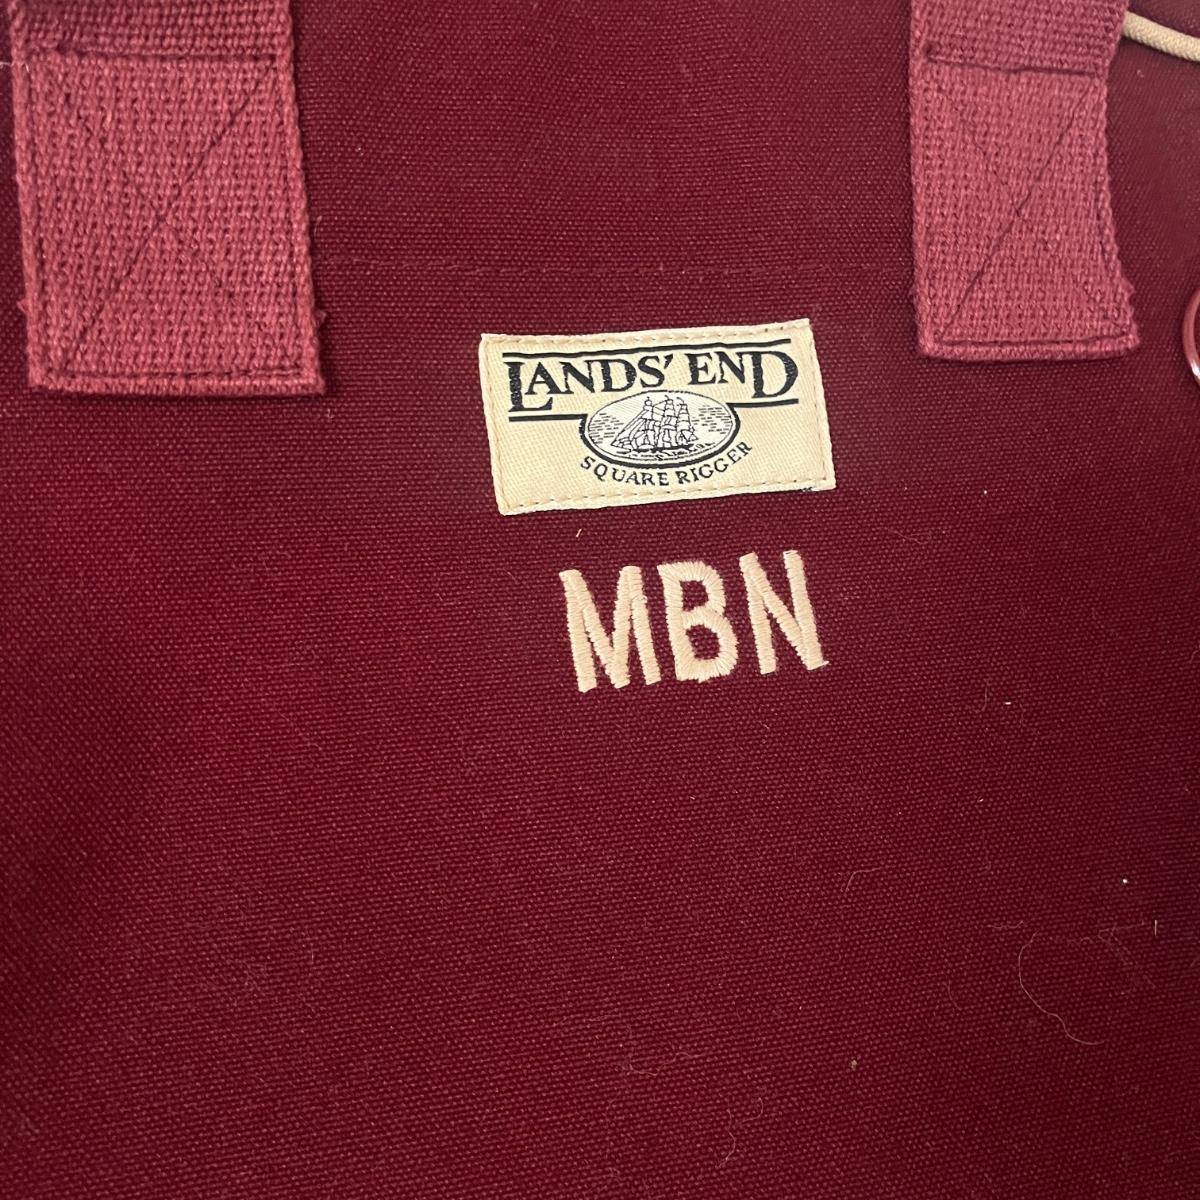 LANDS' END
SQUARE RIGGER
MBN